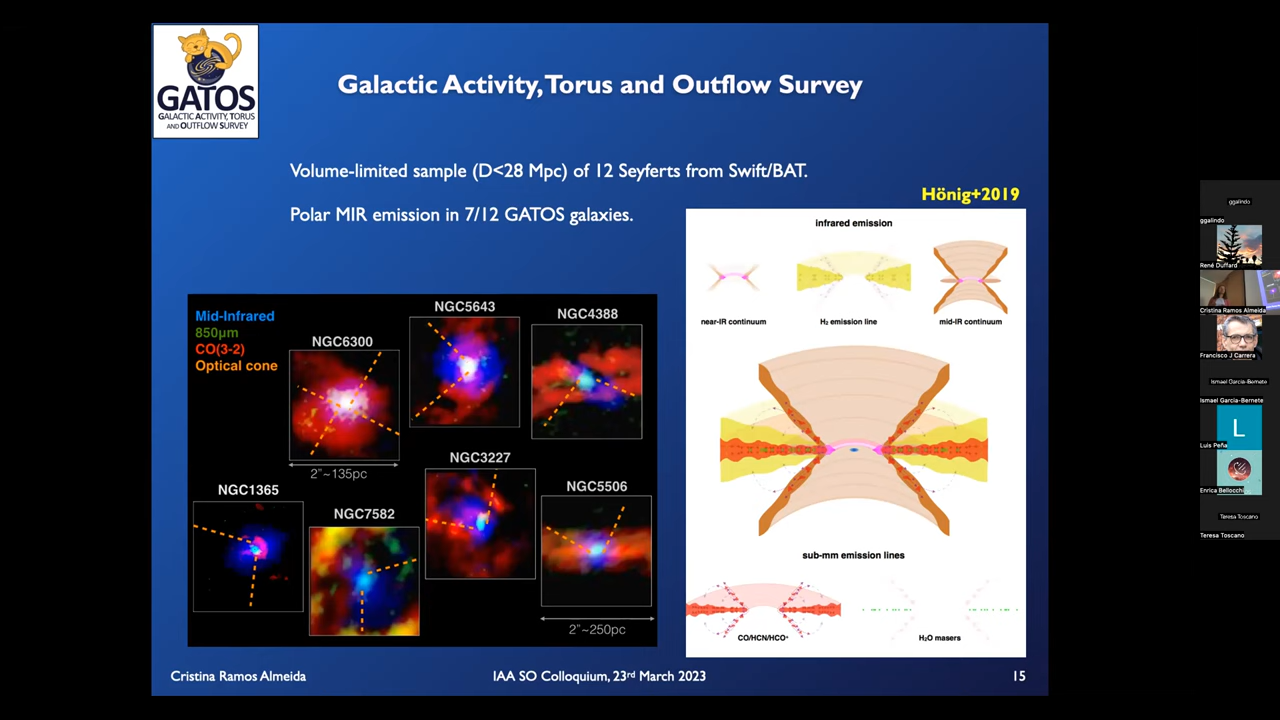 GATOS
GALACTIC ACTIVITY, TORUS
AND OUTFLOW SURVEY
Galactic Activity, Torus and Outflow Survey
Volume-limited sample (D<28 Mpc) of 12 Seyferts from Swift/BAT.
Polar MIR emission in 7/12 GATOS galaxies.
Hönig+2019
Mid-Infrared
850µm
CO(3-2)
Optical cone
NGC6300
NGC5643
NGC4388
2"~135pc
NGC1365
NGC7582
NGC3227
NGC5506
2"~250pc
infrared emission
near-IR continuum
H₂ emission line
mid-IR continuum
sub-mm emission lines
CO/HCN/HCO⁺
H₂O masers
Cristina Ramos Almeida
IAA SO Colloquium, 23rd March 2023
15
ggalindo
ggalindo
René Duffard
Cristina Ramos Almeida
Francisco J Carrera
Ismael García-Bernete
Ismael García-Bernete
L
Luis Peña
Enrica Bellocchi
Teresa Toscano
Teresa Toscano